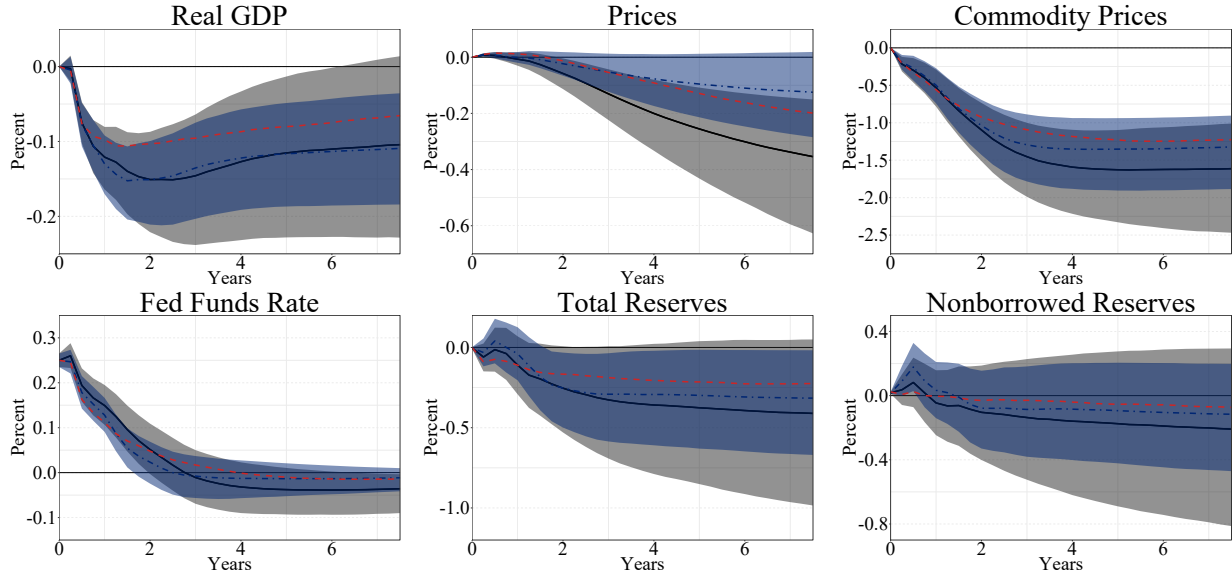 Real GDP
Prices
Commodity Prices
Percent
0.0
-0.1
-0.2
0
2
4
6
Years
Percent
0.0
-0.2
-0.4
-0.6
0
2
4
6
Years
Percent
0.0
-0.5
-1.0
-1.5
-2.0
-2.5
0
2
4
6
Years
Fed Funds Rate
Total Reserves
Nonborrowed Reserves
Percent
0.3
0.2
0.1
0.0
-0.1
0
2
4
6
Years
Percent
0.0
-0.5
-1.0
0
2
4
6
Years
Percent
0.4
0.0
-0.4
-0.8
0
2
4
6
Years